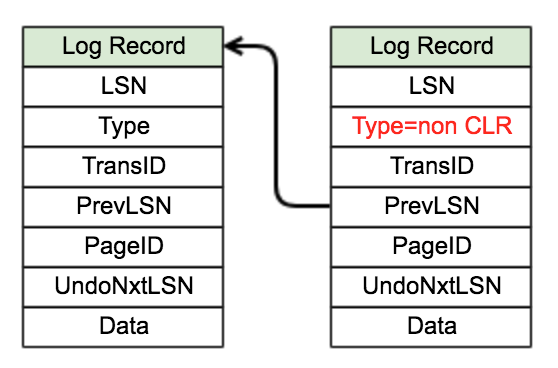 Log Record
LSN
Type
TransID
PrevLSN
PageID
UndoNxtLSN
Data
Log Record
LSN
Type=non CLR
TransID
PrevLSN
PageID
UndoNxtLSN
Data